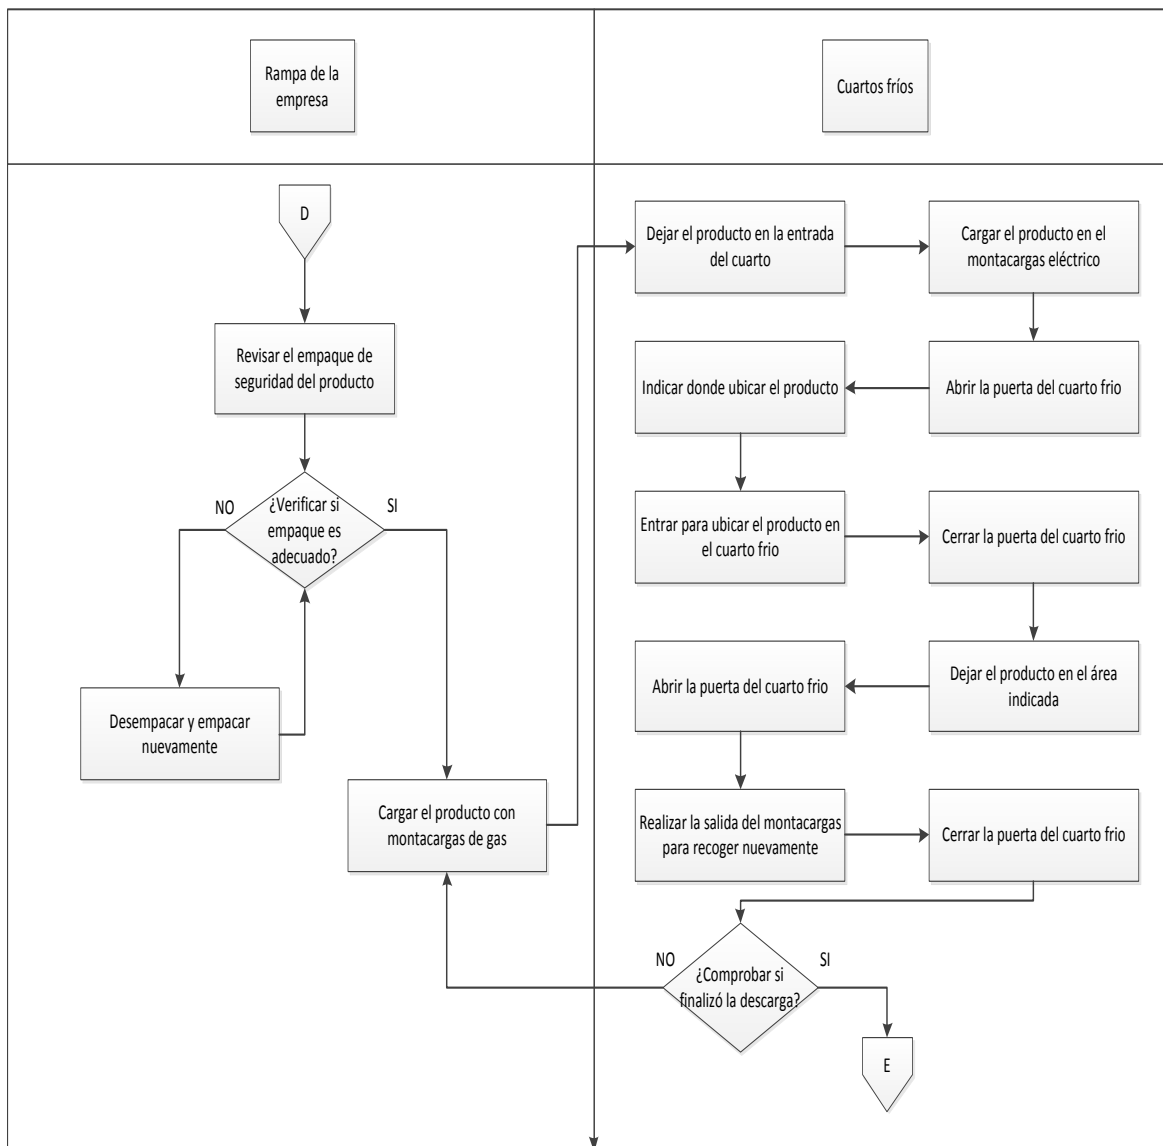 Rampa de la
empresa
Cuartos fríos
D
Revisar el empaque de
seguridad del producto
NO
¿Verificar si
empaque es
adecuado?
SI
Desempacar y empacar
nuevamente
Cargar el producto con
montacargas de gas
Dejar el producto en la entrada
del cuarto
Cargar el producto en el
montacargas eléctrico
Indicar donde ubicar el producto
Abrir la puerta del cuarto frio
Entrar para ubicar el producto en
el cuarto frio
Cerrar la puerta del cuarto frio
Abrir la puerta del cuarto frio
Dejar el producto en el área
indicada
Realizar la salida del montacargas
para recoger nuevamente
Cerrar la puerta del cuarto frio
NO
¿Comprobar si
finalizó la descarga?
SI
E